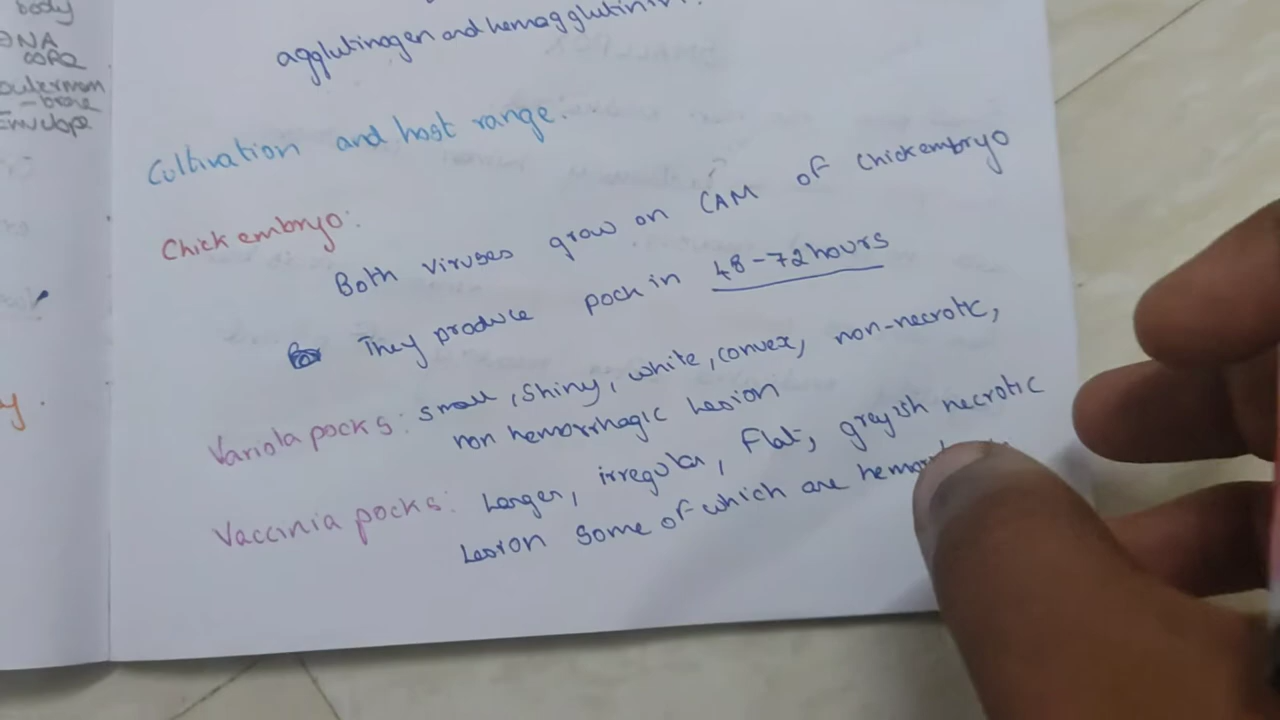 body
DNA
core
outermem
-brane
Envelope
agglutinogen and hemagglutinin.
Cultivation and host range.
Chick embryo:
Both viruses grow on CAM of chickembryo
They produce pock in 48-72 hours
Variola pocks: small, shiny, white, convex, non-necrotic,
non hemorrhagic lesion
Vaccinia pocks: Larger, irregular, Flat, greyish necrotic
Lesion some of which are